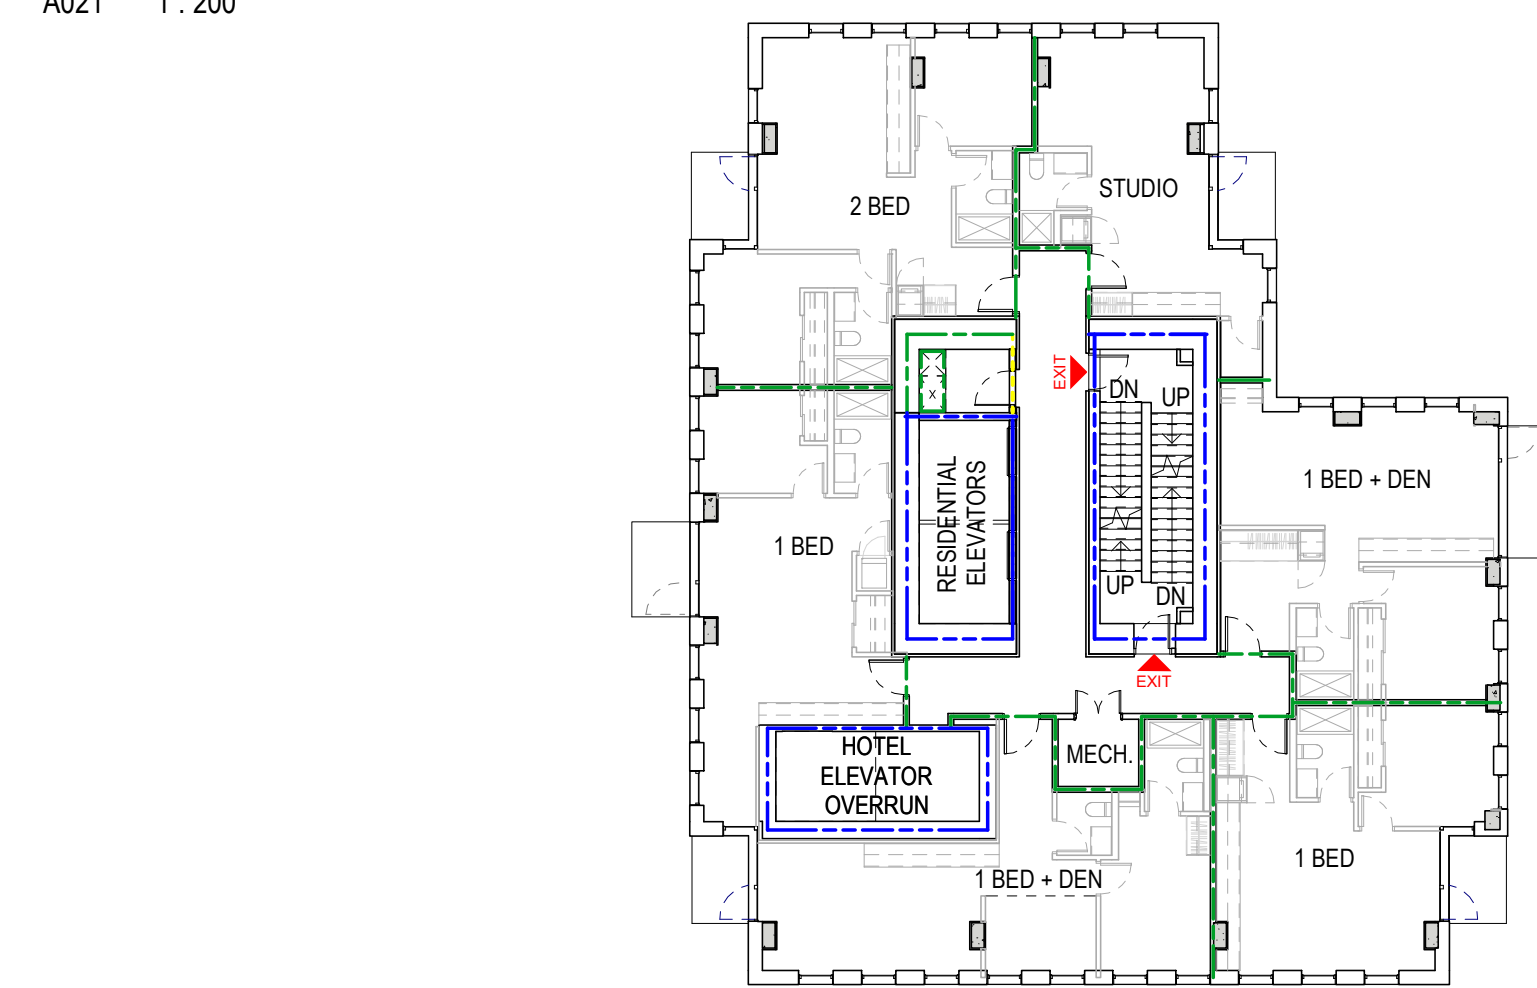 A021 1 : 200
2 BED
STUDIO
EXIT
DN
UP
X
RESIDENTIAL
ELEVATORS
1 BED + DEN
1 BED
UP
DN
EXIT
HOTEL
ELEVATOR
OVERRUN
MECH.
1 BED + DEN
1 BED